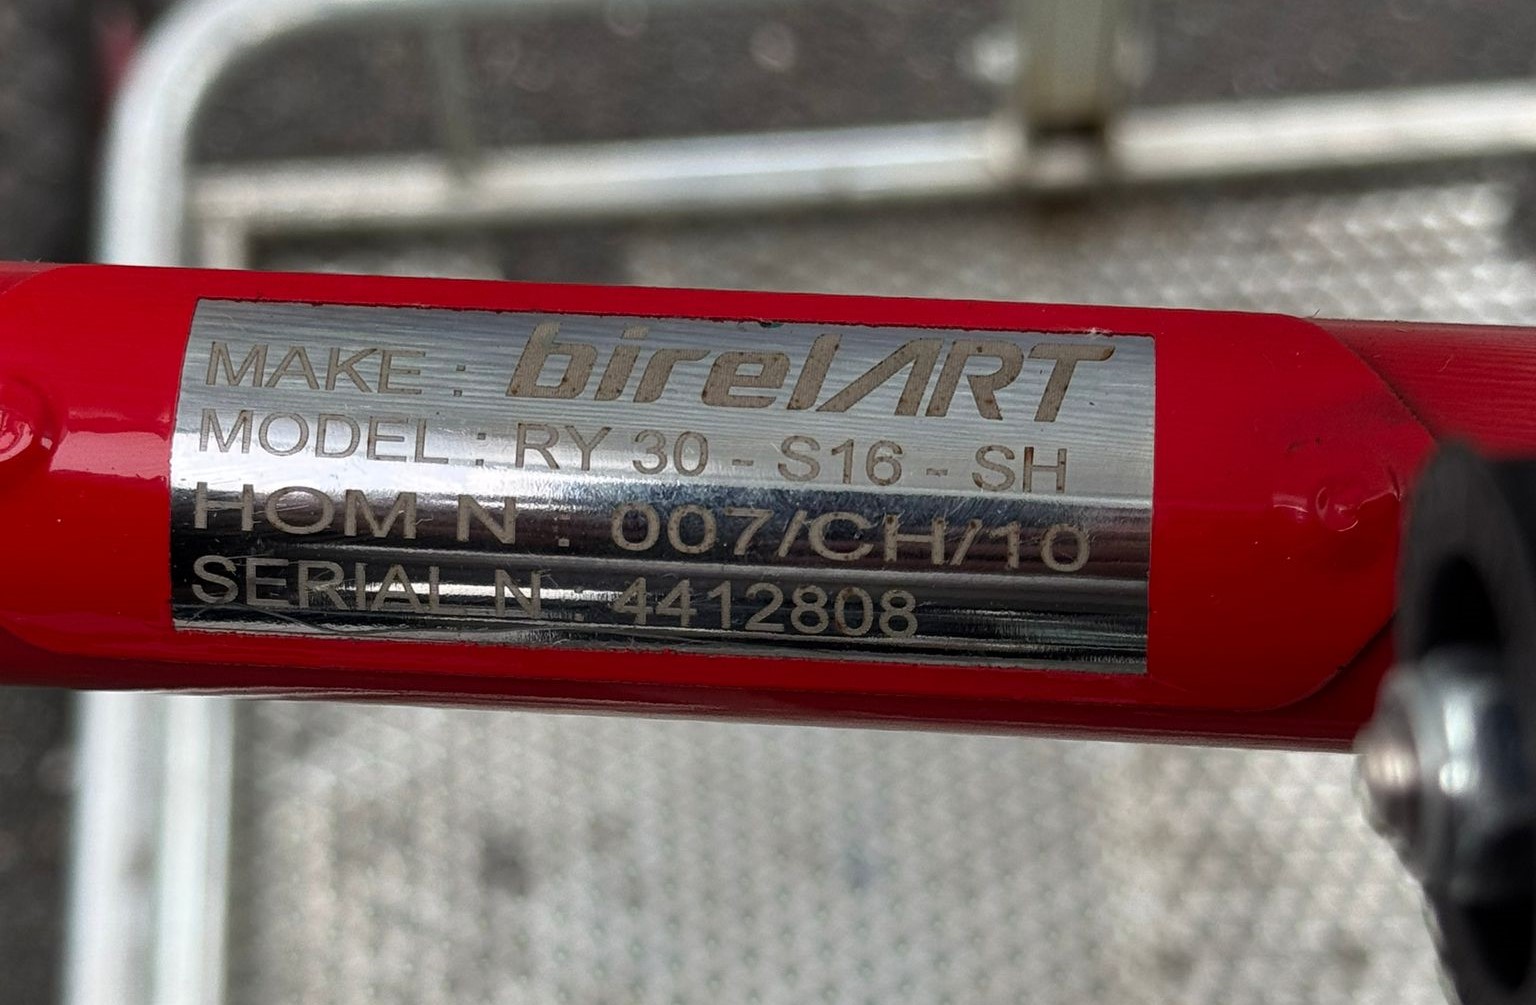 MAKE : birelART
MODEL : RY 30 - S16 - SH
HOM N : 007/CH/10
SERIAL N : 4412808